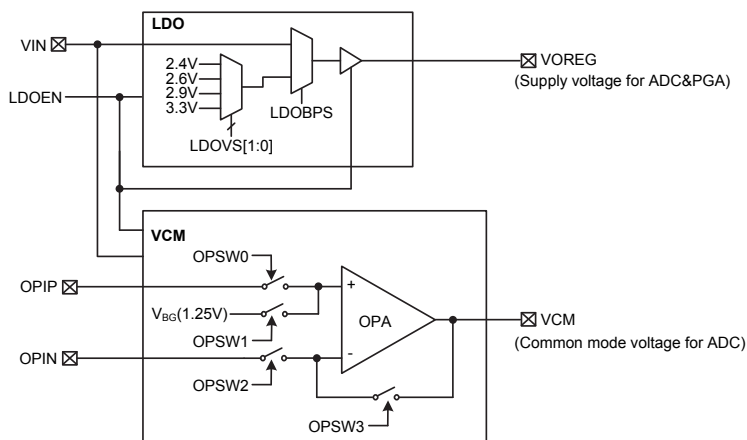 LDO
VIN
2.4V
2.6V
2.9V
3.3V
LDOEN
LDOBPS
LDOVS[1:0]
VOREG
(Supply voltage for ADC&PGA)
VCM
OPSW0
OPIP
+
VBG(1.25V)
OPSW1
OPA
OPIN
-
OPSW2
OPSW3
VCM
(Common mode voltage for ADC)